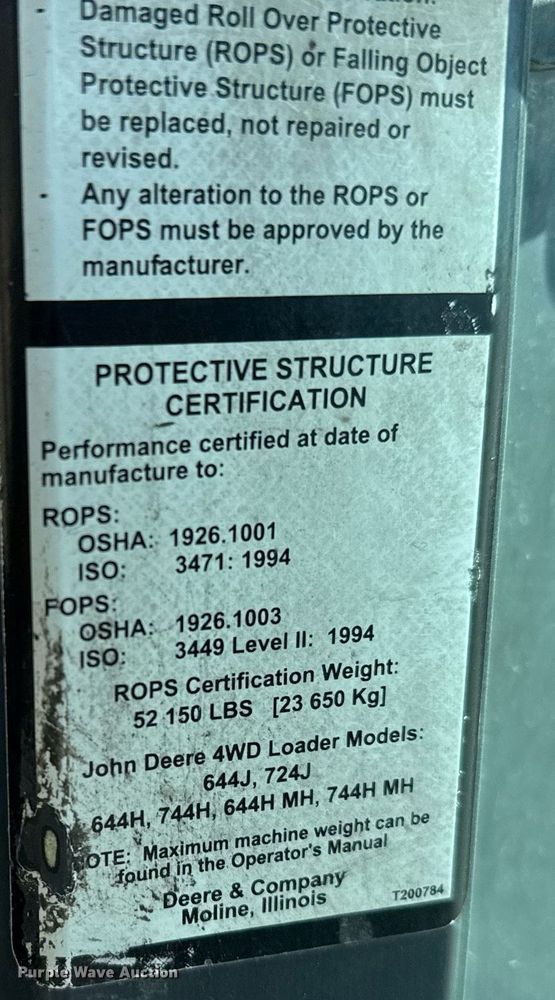 - Damaged Roll Over Protective
Structure (ROPS) or Falling Object
Protective Structure (FOPS) must
be replaced, not repaired or
revised.
- Any alteration to the ROPS or
FOPS must be approved by the
manufacturer.
PROTECTIVE STRUCTURE
CERTIFICATION
Performance certified at date of
manufacture to:
ROPS:
OSHA: 1926.1001
ISO: 3471: 1994
FOPS:
OSHA: 1926.1003
ISO: 3449 Level II: 1994
ROPS Certification Weight:
52 150 LBS [23 650 Kg]
John Deere 4WD Loader Models:
644J, 724J
644H, 744H, 644H MH, 744H MH
OTE: Maximum machine weight can be
found in the Operator's Manual
Deere & Company
Moline, Illinois
T200784
Purple Wave Auction